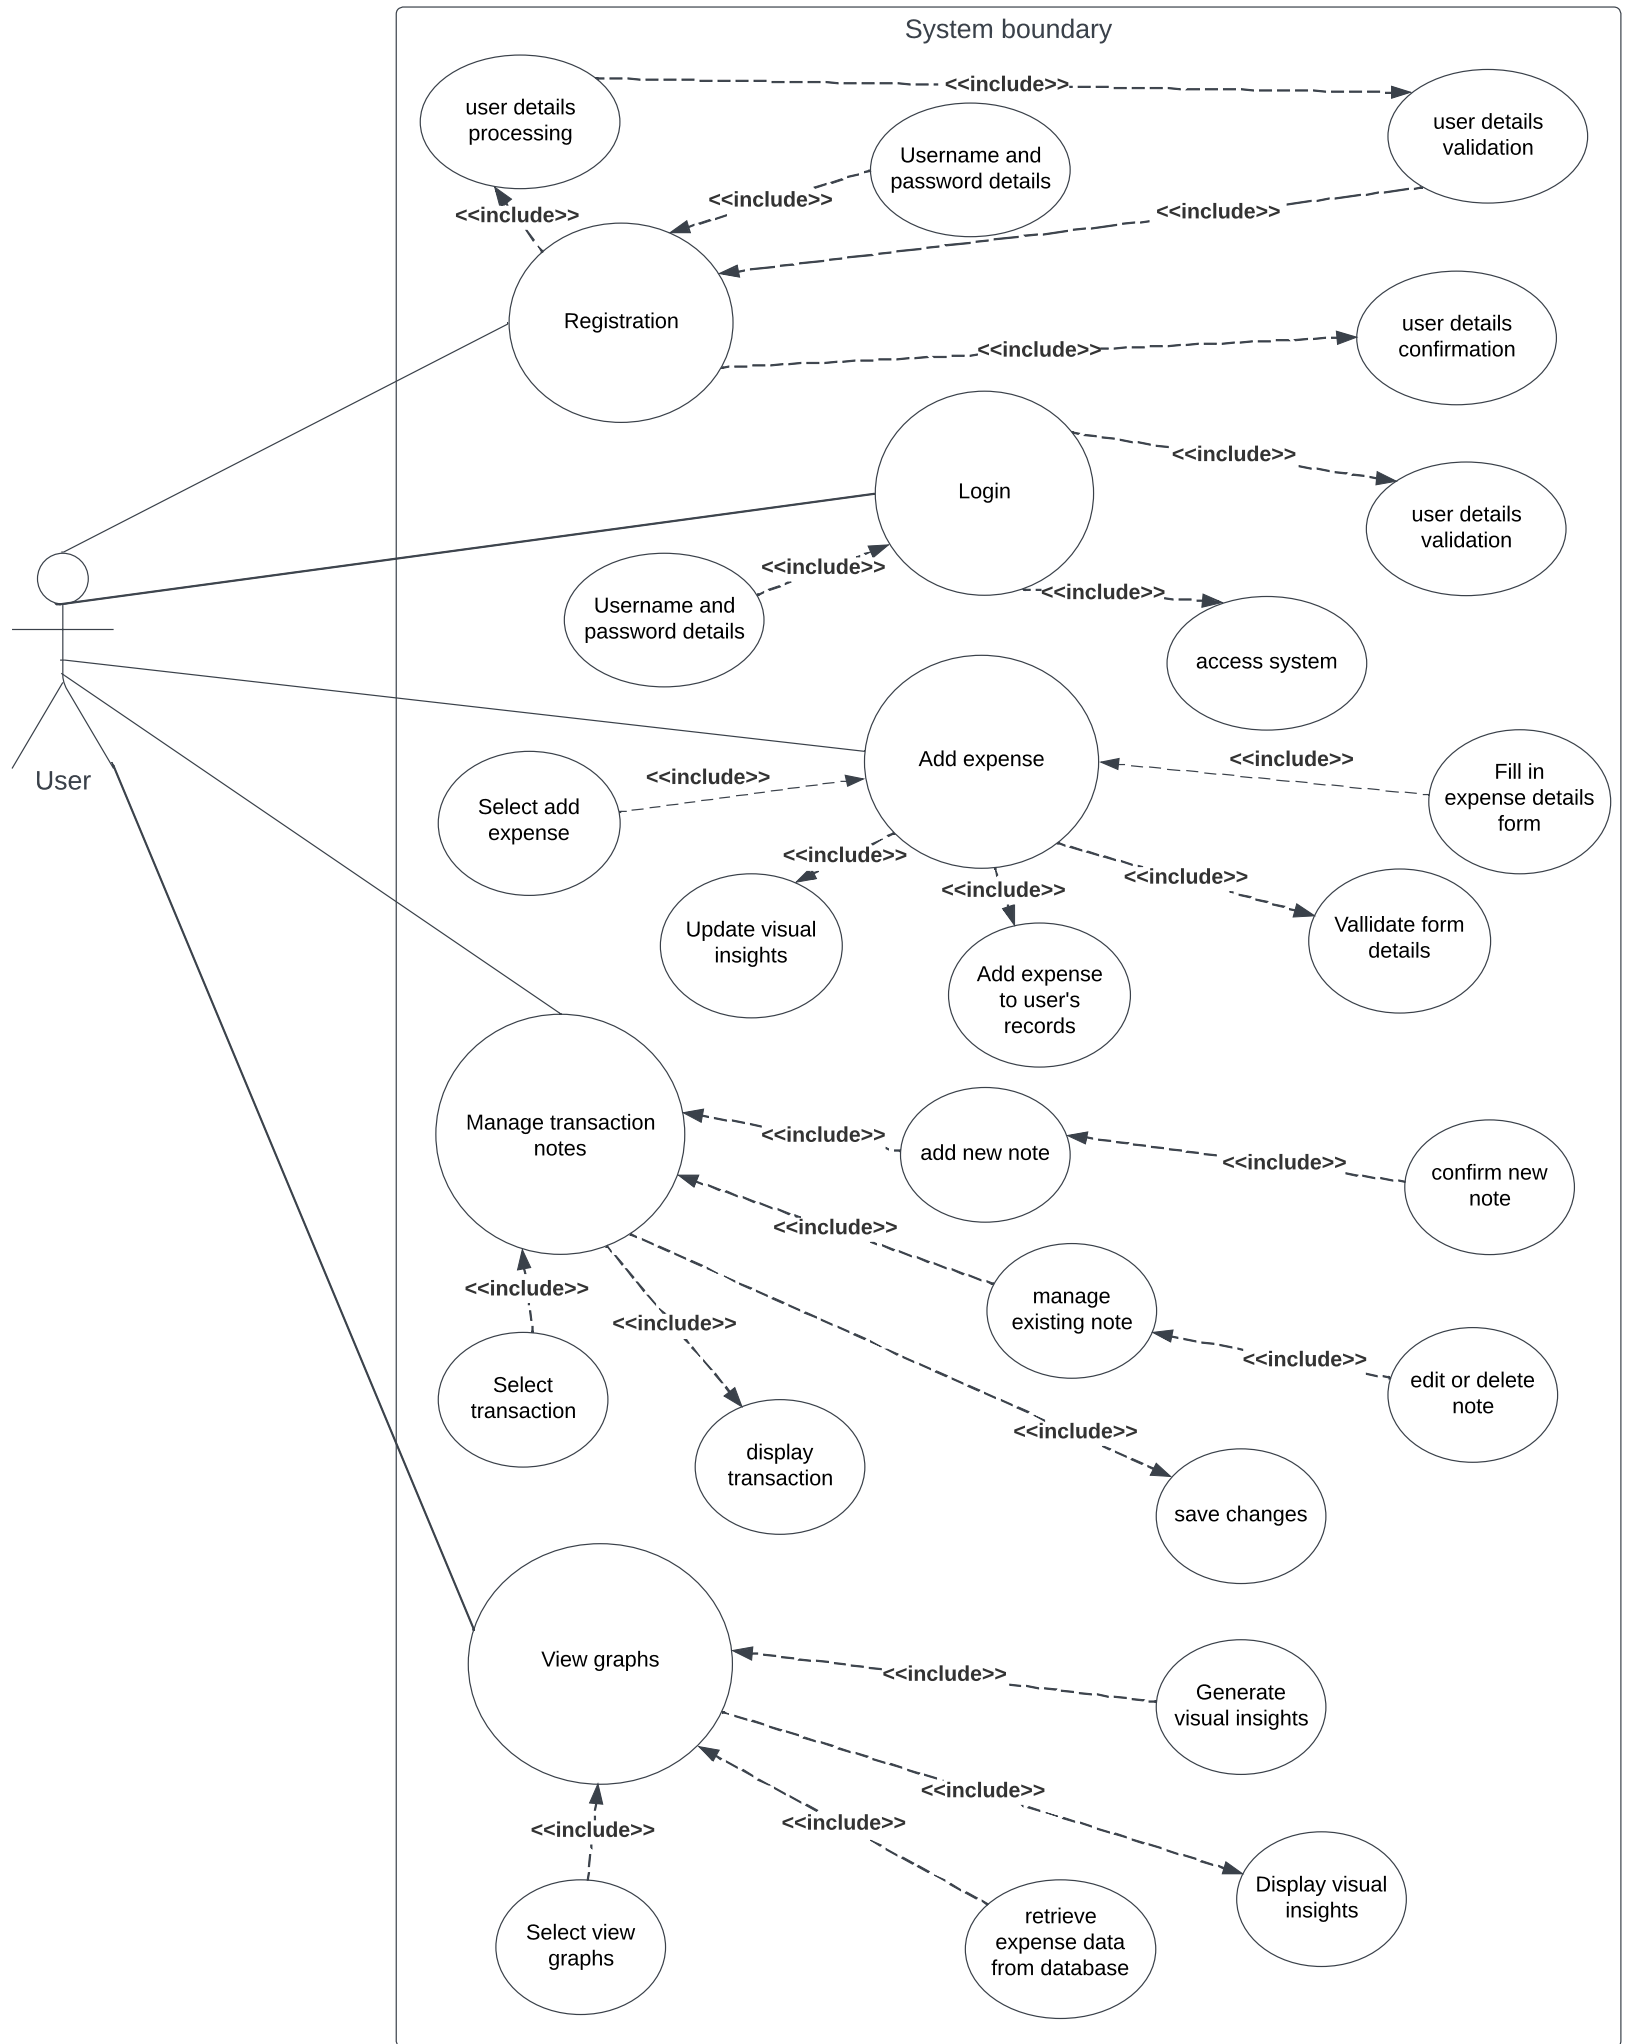 System boundary
<<include>>
user details
processing
user details
validation
Username and
password details
<<include>>
<<include>>
<<include>>
Registration
user details
confirmation
<<include>>
Login
<<include>>
user details
validation
<<include>>
Username and
password details
<<include>>
access system
User
Add expense
<<include>>
<<include>>
Select add
expense
Fill in
expense details
form
<<include>>
<<include>>
<<include>>
Update visual
insights
Add expense
to user's
records
Vallidate form
details
Manage transaction
notes
<<include>>
add new note
<<include>>
confirm new
note
<<include>>
<<include>>
<<include>>
manage
existing note
<<include>>
Select
transaction
edit or delete
note
display
transaction
<<include>>
save changes
View graphs
<<include>>
Generate
visual insights
<<include>>
<<include>>
<<include>>
Display visual
insights
Select view
graphs
retrieve
expense data
from database